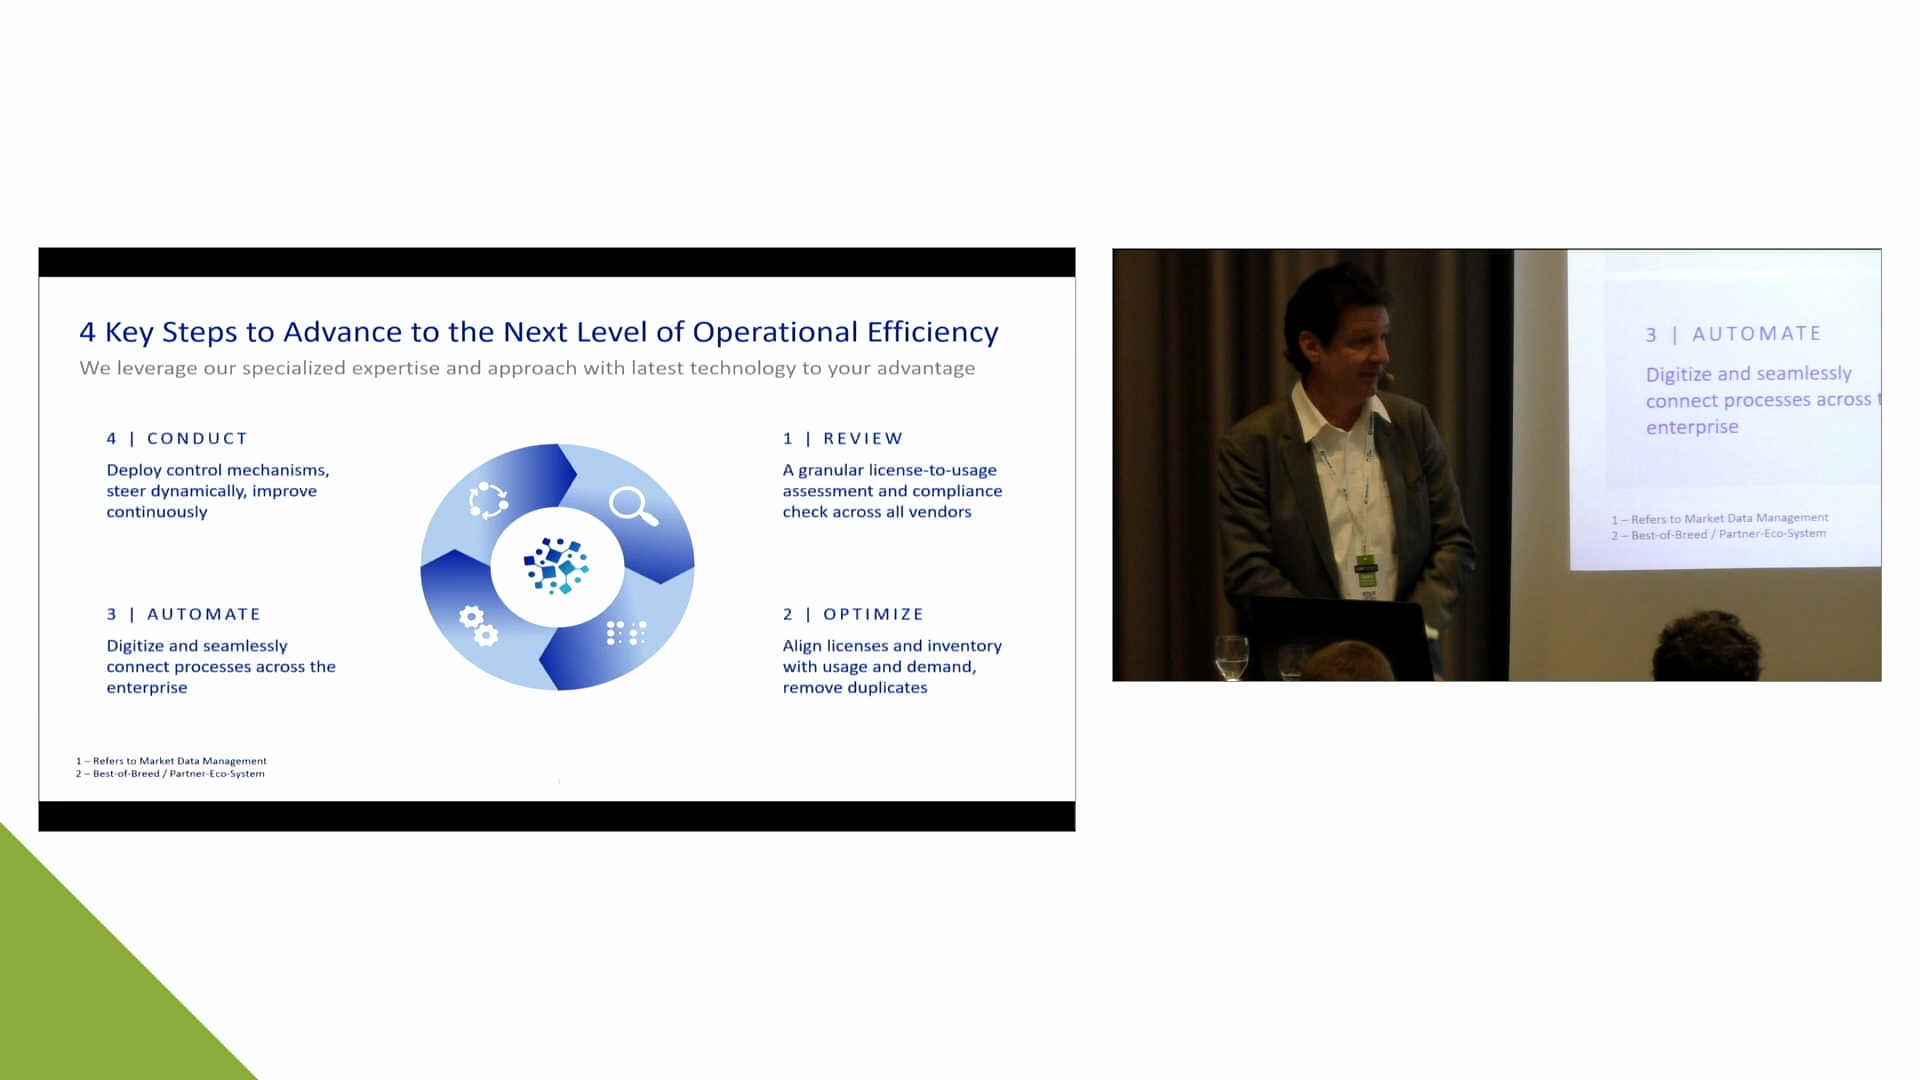 4 Key Steps to Advance to the Next Level of Operational Efficiency
We leverage our specialized expertise and approach with latest technology to your advantage
4 | CONDUCT
Deploy control mechanisms,
steer dynamically, improve
continuously
1 | REVIEW
A granular license-to-usage
assessment and compliance
check across all vendors
3 | AUTOMATE
Digitize and seamlessly
connect processes across the
enterprise
2 | OPTIMIZE
Align licenses and inventory
with usage and demand,
remove duplicates
1 – Refers to Market Data Management
2 – Best-of-Breed / Partner-Eco-System
3 | AUTOMATE
Digitize and seamlessly
connect processes across t
enterprise
1 – Refers to Market Data Management
2 – Best-of-Breed / Partner-Eco-System